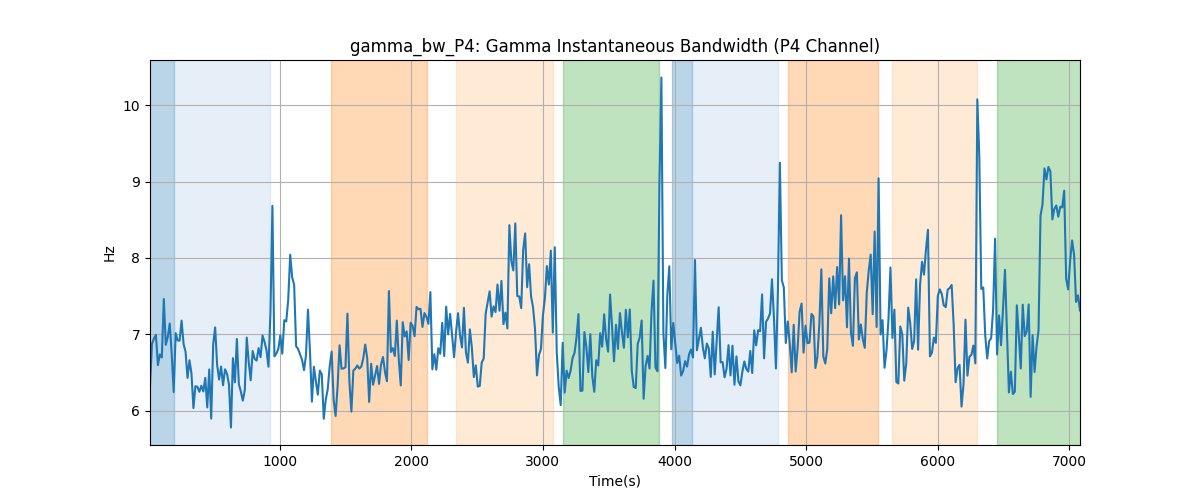 gamma_bw_P4: Gamma Instantaneous Bandwidth (P4 Channel)
10
9
8
7
6
Hz
1000 2000 3000 4000 5000 6000 7000
Time(s)